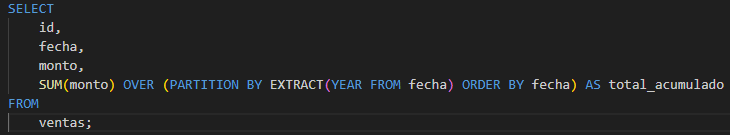 SELECT
id,
fecha,
monto,
SUM(monto) OVER (PARTITION BY EXTRACT(YEAR FROM fecha) ORDER BY fecha) AS total_acumulado
FROM
ventas;